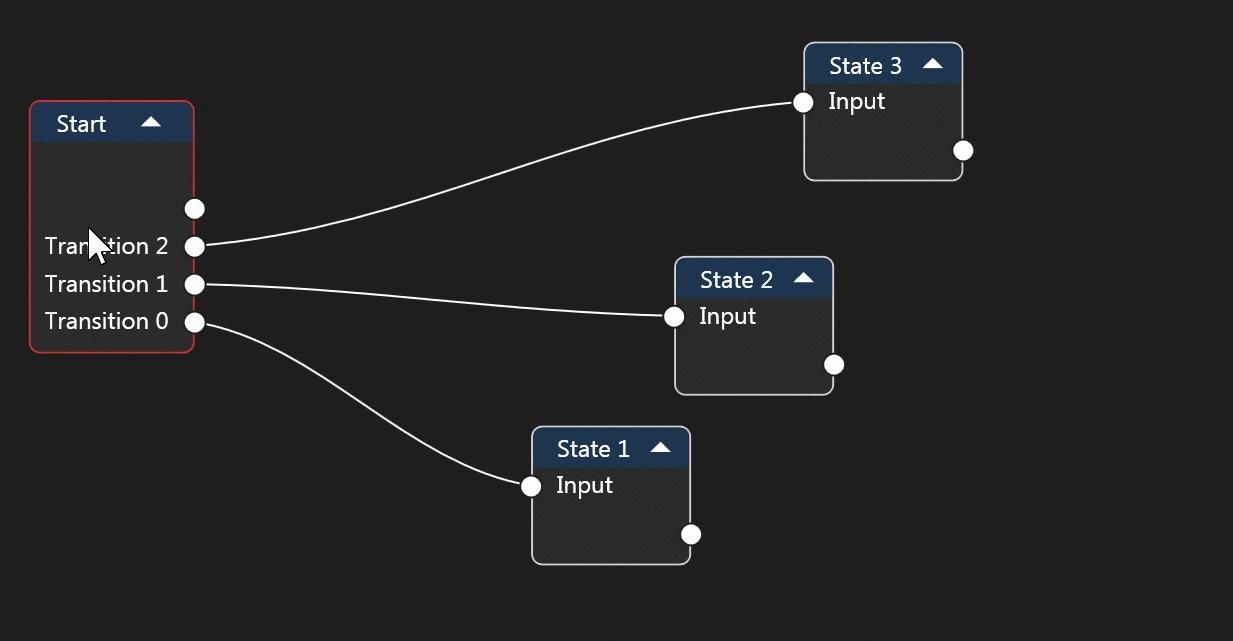 Start
Transition 2
Transition 1
Transition 0
State 3
Input
State 2
Input
State 1
Input